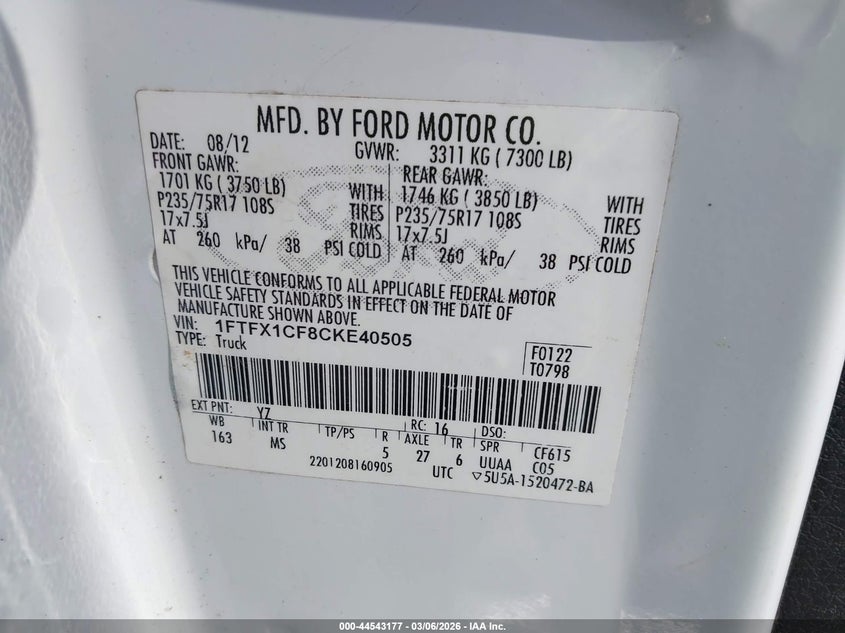 MFD. BY FORD MOTOR CO.
DATE: 08/12 GVWR: 3311 KG ( 7300 LB)
FRONT GAWR: REAR GAWR:
1701 KG ( 3750 LB) WITH 1746 KG ( 3850 LB) WITH
P235/75R17 108S TIRES P235/75R17 108S TIRES
17x7.5J RIMS 17x7.5J RIMS
AT 260 kPa/ 38 PSI COLD AT 260 kPa/ 38 PSI COLD
THIS VEHICLE CONFORMS TO ALL APPLICABLE FEDERAL MOTOR
VEHICLE SAFETY STANDARDS IN EFFECT ON THE DATE OF
MANUFACTURE SHOWN ABOVE.
VIN: 1FTFX1CF8CKE40505
TYPE: Truck
F0122
T0798
EXT PNT: YZ RC: 16 DSO:
WB INT TR TP/PS R AXLE TR SPR CF615
163 MS 5 27 6 UUAA C05
2201208160905 UTC ▽5U5A-1520472-BA
Ford
000-44543177 - 03/06/2026 - IAA Inc.